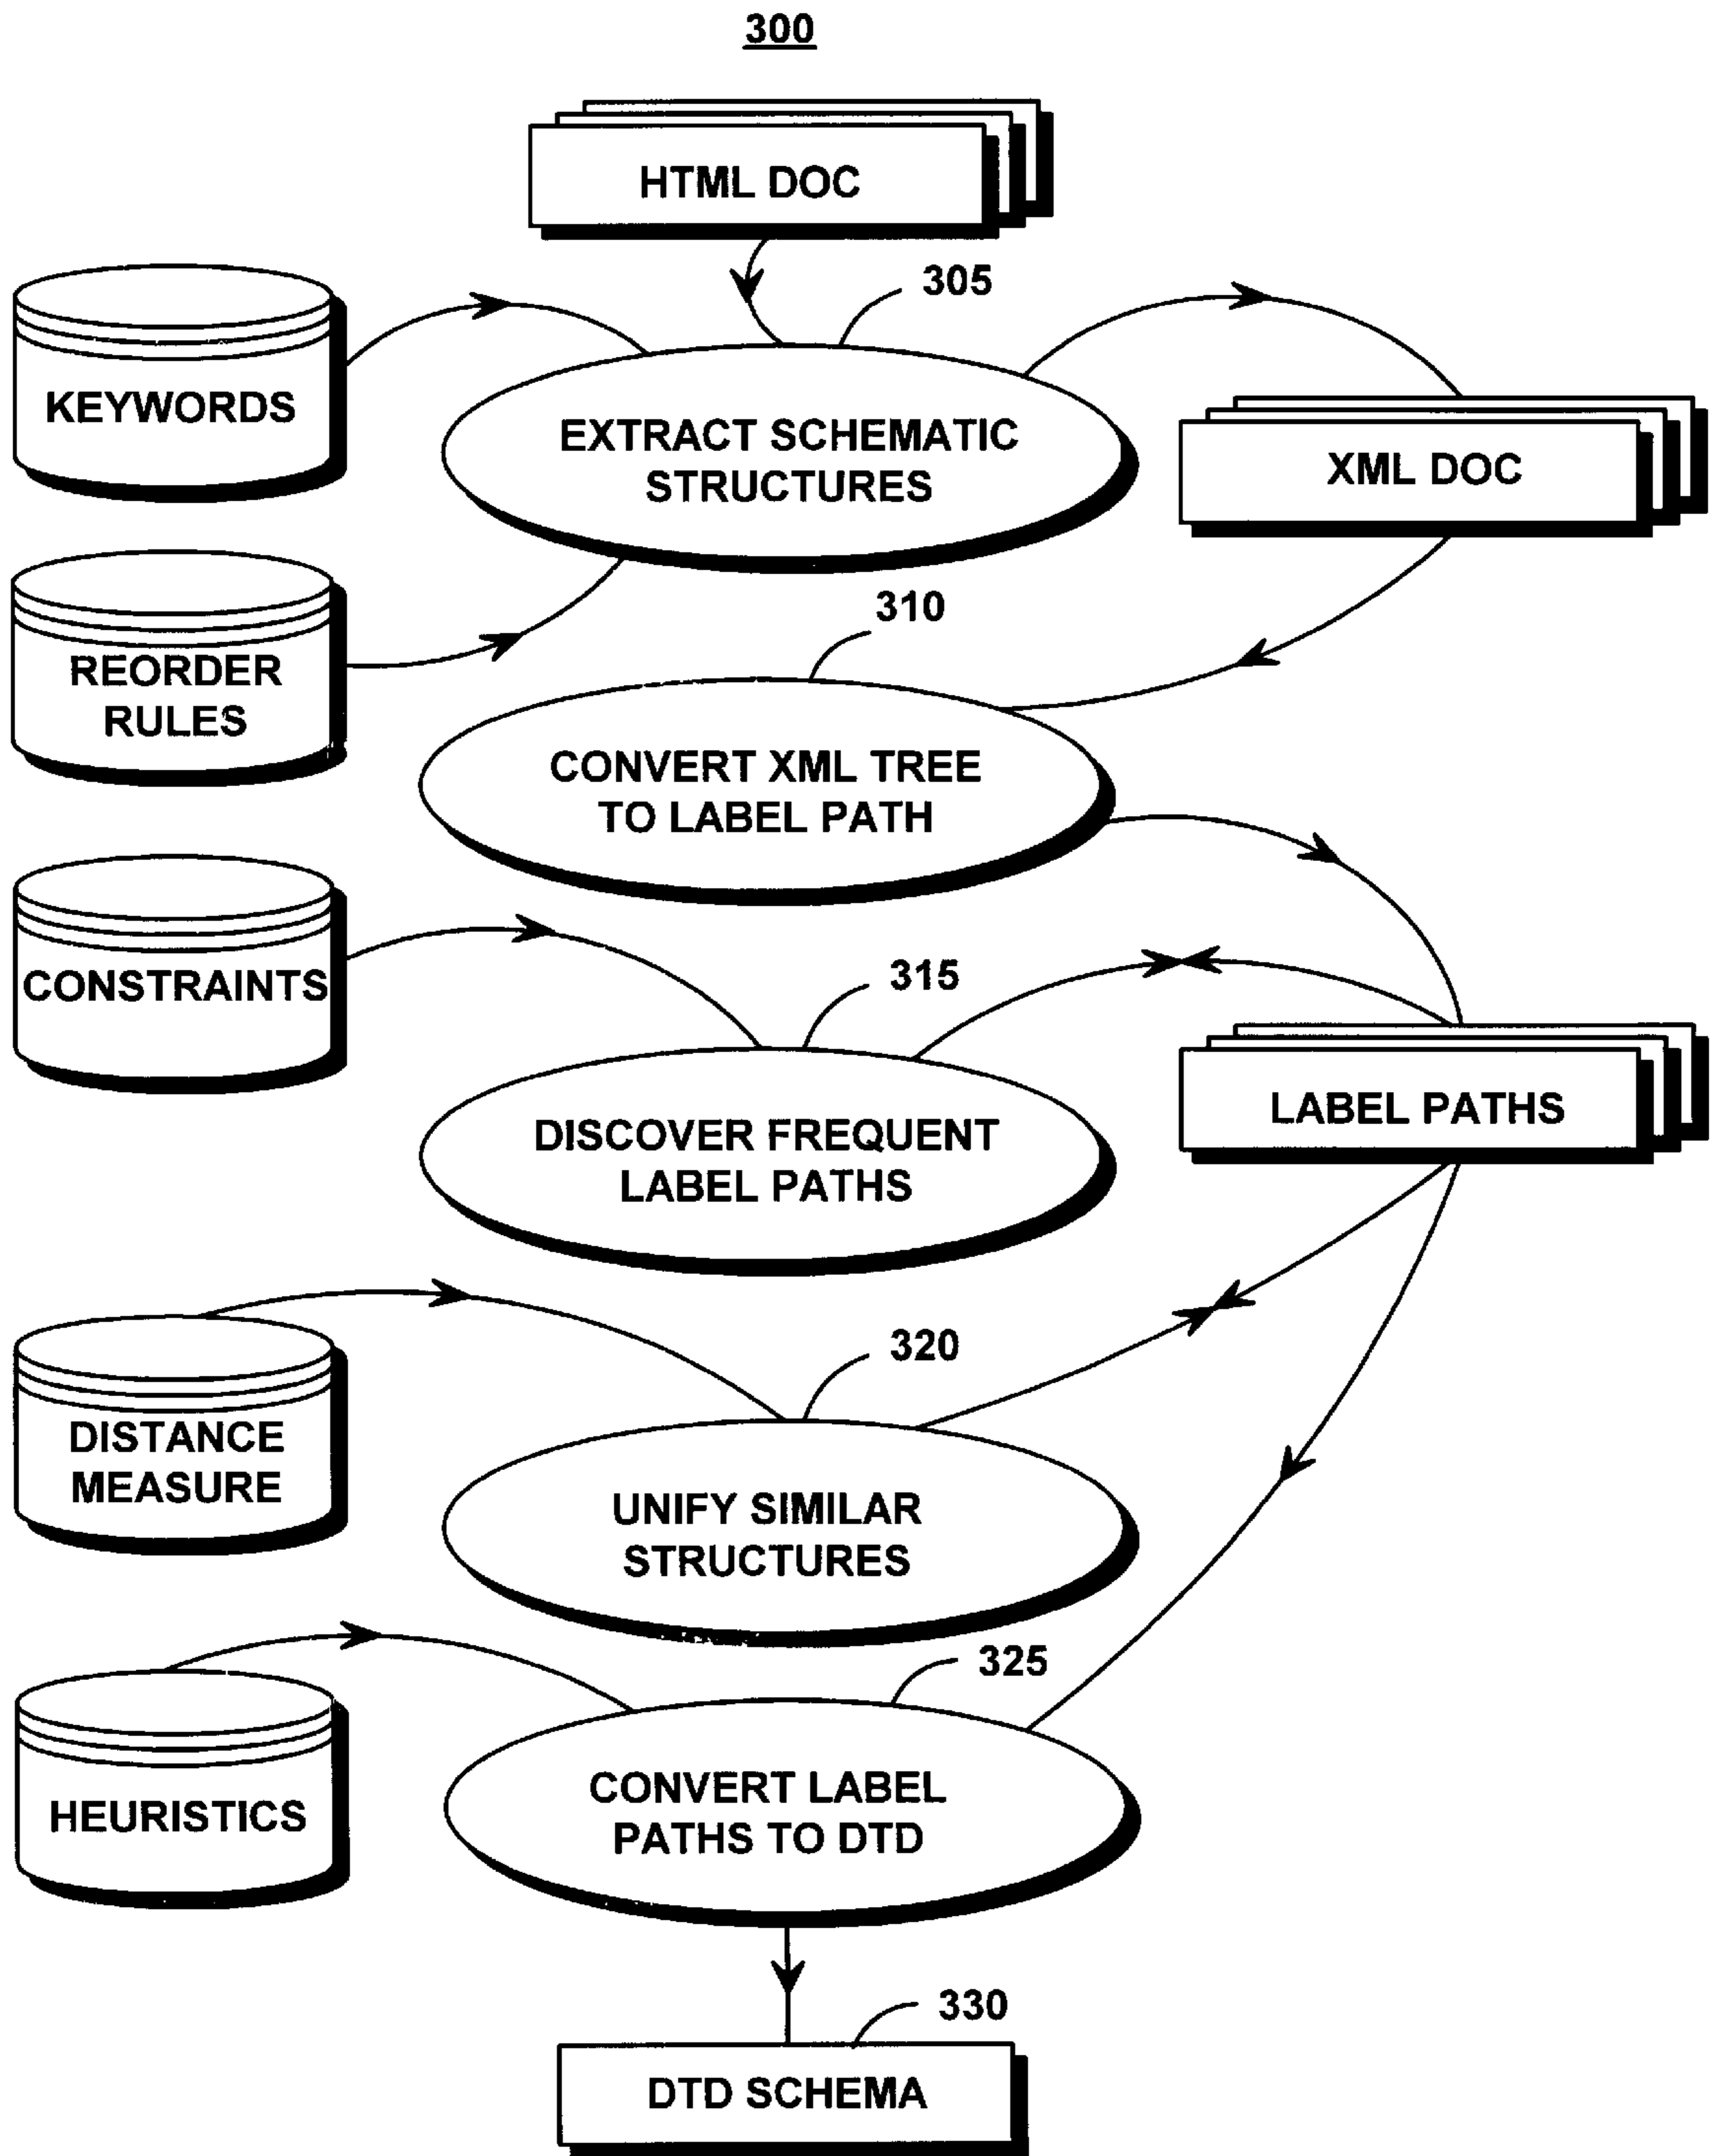 300
HTML DOC
305
KEYWORDS
EXTRACT SCHEMATIC
STRUCTURES
XML DOC
310
REORDER
RULES
CONVERT XML TREE
TO LABEL PATH
CONSTRAINTS
315
LABEL PATHS
DISCOVER FREQUENT
LABEL PATHS
320
DISTANCE
MEASURE
UNIFY SIMILAR
STRUCTURES
325
HEURISTICS
CONVERT LABEL
PATHS TO DTD
330
DTD SCHEMA